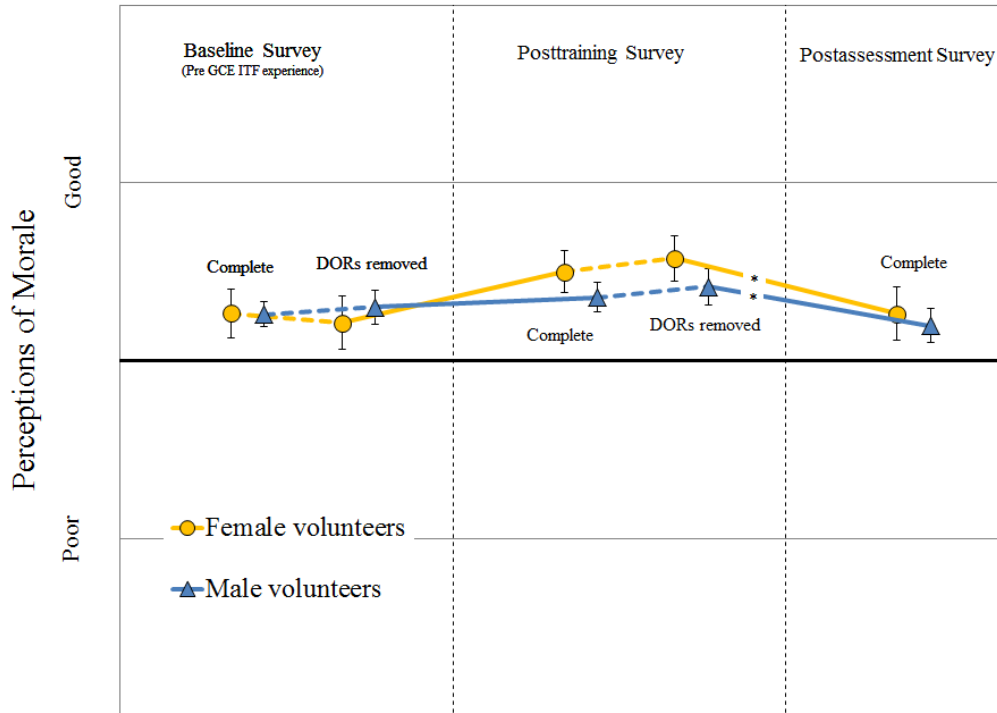 Baseline Survey
(Pre GCE ITF experience)
Posttraining Survey
Postassessment Survey
Perceptions of Morale
Good
Poor
Complete
DORs removed
Complete
DORs removed
*
*
Complete
Female volunteers
Male volunteers